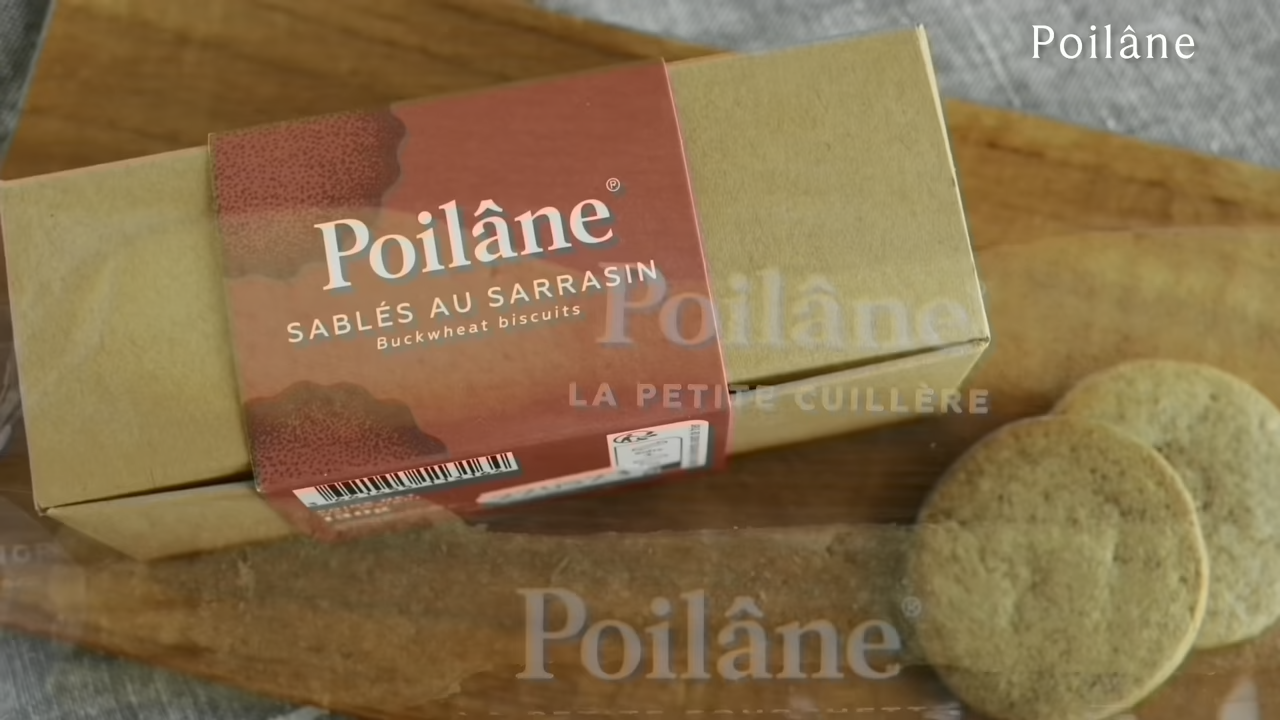 Poilâne
Poilâne
SABLÉS AU SARRASIN
Buckwheat biscuits
Poilâne
LA PETITE CUILLÈRE
Poilâne